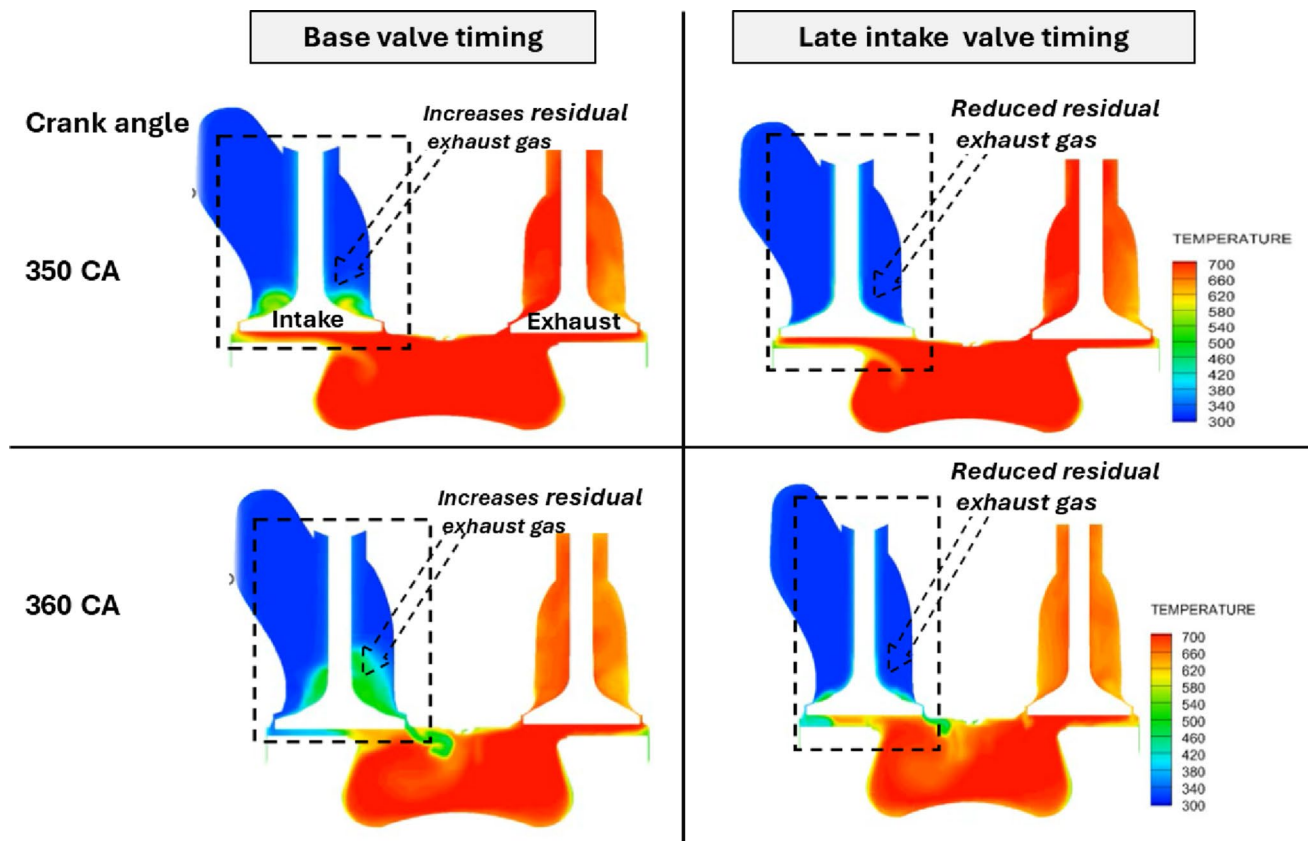 Base valve timing
Late intake valve timing
Crank angle
Increases residual
exhaust gas
Reduced residual
exhaust gas
350 CA
Intake
Exhaust
TEMPERATURE
700
660
620
580
540
500
460
420
380
340
300
Increases residual
exhaust gas
Reduced residual
exhaust gas
360 CA
TEMPERATURE
700
660
620
580
540
500
460
420
380
340
300